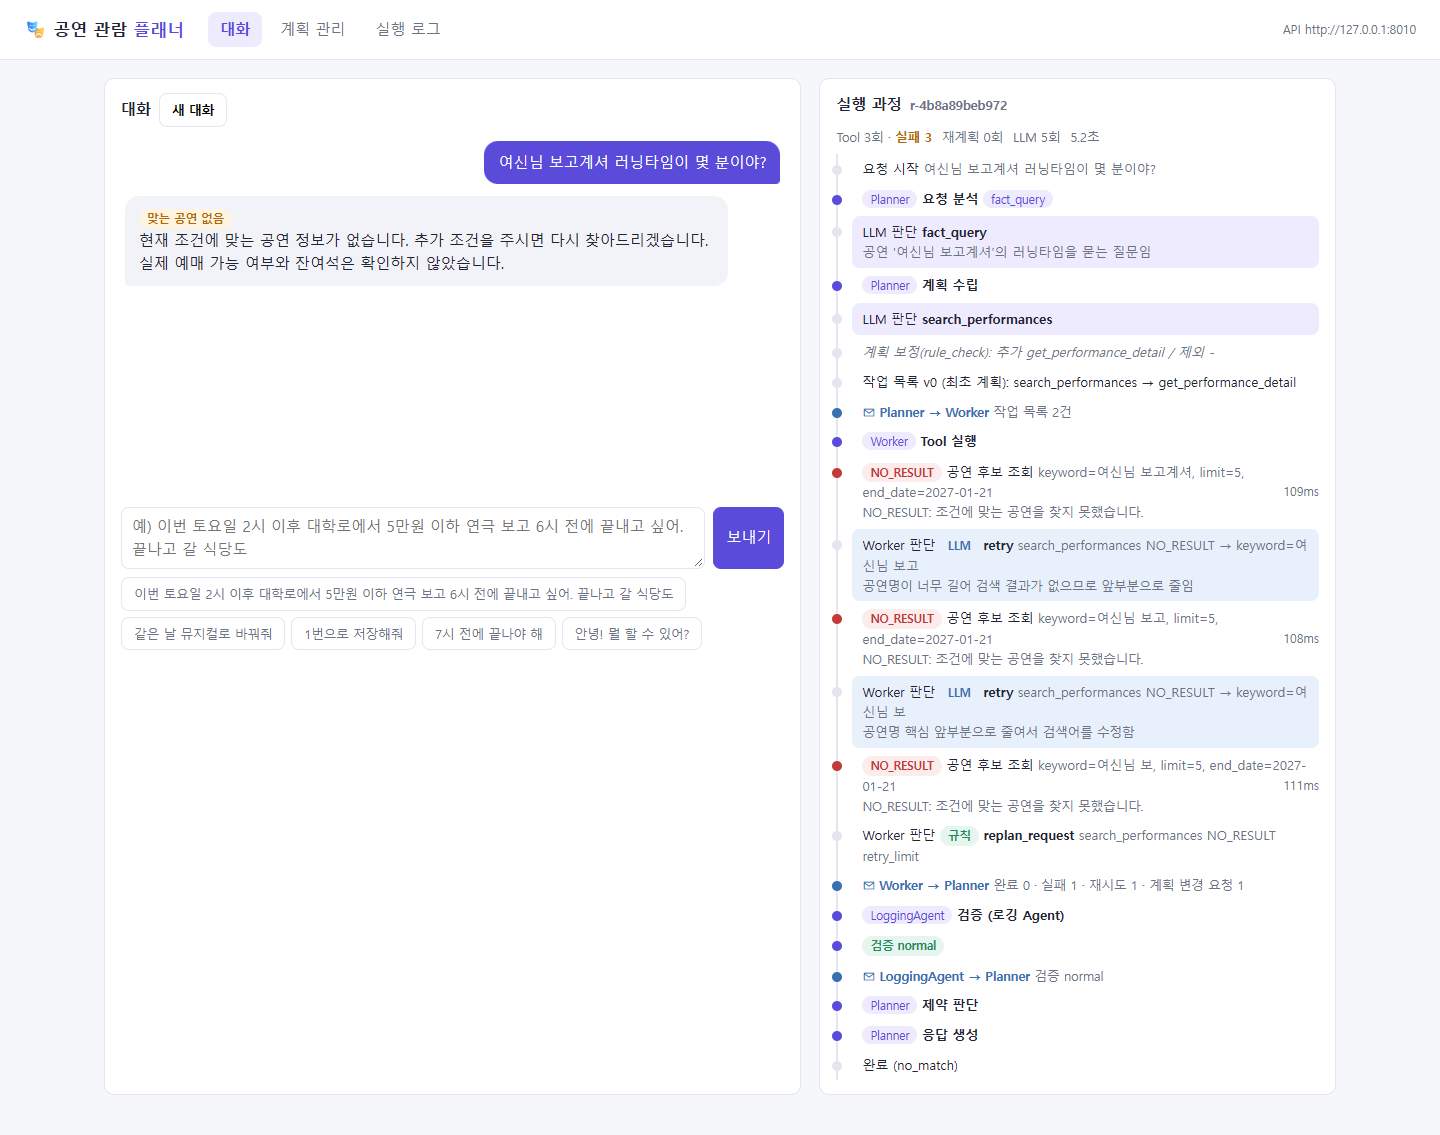 공연 관람 플래너
대화
계획 관리
실행 로그
API http://127.0.0.1:8010
대화
새 대화
여신님 보고계셔 러닝타임이 몇 분이야?
맞는 공연 없음
현재 조건에 맞는 공연 정보가 없습니다. 추가 조건을 주시면 다시 찾아드리겠습니다.
실제 예매 가능 여부와 잔여석은 확인하지 않았습니다.
예) 이번 토요일 2시 이후 대학로에서 5만원 이하 연극 보고 6시 전에 끝내고 싶어.
끝나고 갈 식당도
보내기
이번 토요일 2시 이후 대학로에서 5만원 이하 연극 보고 6시 전에 끝내고 싶어. 끝나고 갈 식당도
같은 날 뮤지컬로 바꿔줘
1번으로 저장해줘
7시 전에 끝나야 해
안녕! 뭘 할 수 있어?
실행 과정 r-4b8a89beb972
Tool 3회 · 실패 3 재계획 0회 LLM 5회 5.2초
요청 시작 여신님 보고계셔 러닝타임이 몇 분이야?
Planner 요청 분석 fact_query
LLM 판단 fact_query
공연 '여신님 보고계셔'의 러닝타임을 묻는 질문임
Planner 계획 수립
LLM 판단 search_performances
계획 보정(rule_check): 추가 get_performance_detail / 제외 -
작업 목록 v0 (최초 계획): search_performances → get_performance_detail
Planner → Worker 작업 목록 2건
Worker Tool 실행
NO_RESULT 공연 후보 조회 keyword=여신님 보고계셔, limit=5,
end_date=2027-01-21 109ms
NO_RESULT: 조건에 맞는 공연을 찾지 못했습니다.
Worker 판단 LLM retry search_performances NO_RESULT → keyword=여
신님 보고
공연명이 너무 길어 검색 결과가 없으므로 앞부분으로 줄임
NO_RESULT 공연 후보 조회 keyword=여신님 보고, limit=5,
end_date=2027-01-21 108ms
NO_RESULT: 조건에 맞는 공연을 찾지 못했습니다.
Worker 판단 LLM retry search_performances NO_RESULT → keyword=여
신님 보
공연명 핵심 앞부분으로 줄여서 검색어를 수정함
NO_RESULT 공연 후보 조회 keyword=여신님 보, limit=5, end_date=2027-
01-21 111ms
NO_RESULT: 조건에 맞는 공연을 찾지 못했습니다.
Worker 판단 규칙 replan_request search_performances NO_RESULT
retry_limit
Worker → Planner 완료 0 · 실패 1 · 재시도 1 · 계획 변경 요청 1
LoggingAgent 검증 (로깅 Agent)
검증 normal
LoggingAgent → Planner 검증 normal
Planner 제약 판단
Planner 응답 생성
완료 (no_match)